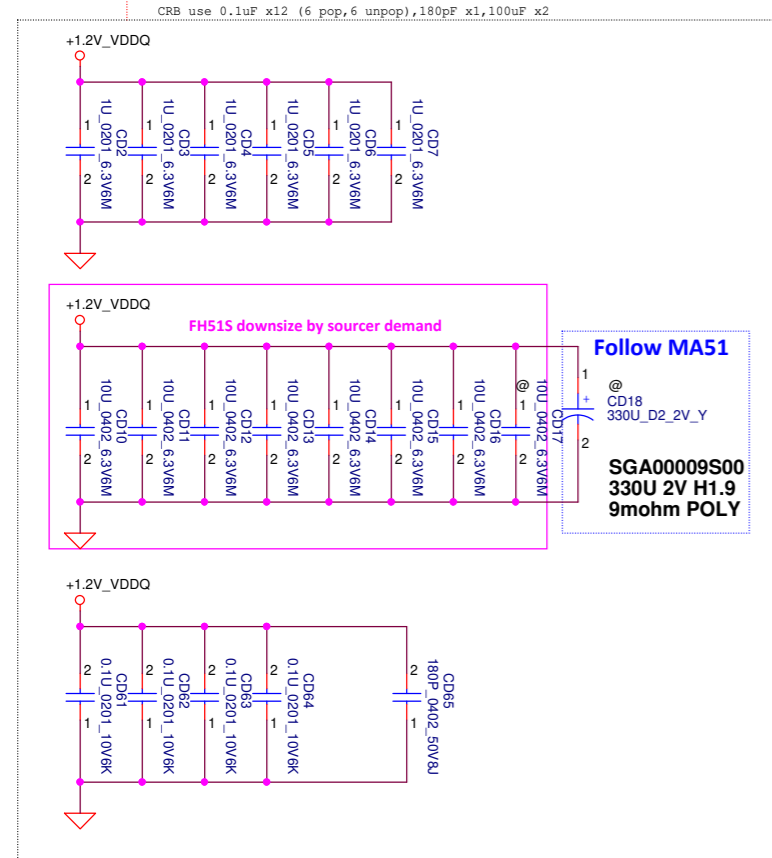 CRB use 0.1uF x12 (6 pop,6 unpop),180pF x1,100uF x2
+1.2V_VDDQ
1
2
CD2
1U_0201_6.3V6M
1
2
CD3
1U_0201_6.3V6M
1
2
CD4
1U_0201_6.3V6M
1
2
CD5
1U_0201_6.3V6M
1
2
CD6
1U_0201_6.3V6M
1
2
CD7
1U_0201_6.3V6M
+1.2V_VDDQ
FH51S downsize by sourcer demand
1
2
CD10
10U_0402_6.3V6M
1
2
CD11
10U_0402_6.3V6M
1
2
CD12
10U_0402_6.3V6M
1
2
CD13
10U_0402_6.3V6M
1
2
CD14
10U_0402_6.3V6M
1
2
CD15
10U_0402_6.3V6M
1
2
CD16
10U_0402_6.3V6M
@
1
2
CD17
10U_0402_6.3V6M
Follow MA51
1
+
2
@
CD18
330U_D2_2V_Y
SGA00009S00
330U 2V H1.9
9mohm POLY
+1.2V_VDDQ
2
1
CD61
0.1U_0201_10V6K
2
1
CD62
0.1U_0201_10V6K
2
1
CD63
0.1U_0201_10V6K
2
1
CD64
0.1U_0201_10V6K
2
1
CD65
180P_0402_50V8J